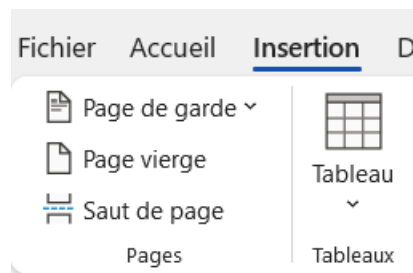 Fichier Accueil Insertion
Page de garde
Page vierge
Saut de page
Tableau
Pages
Tableaux